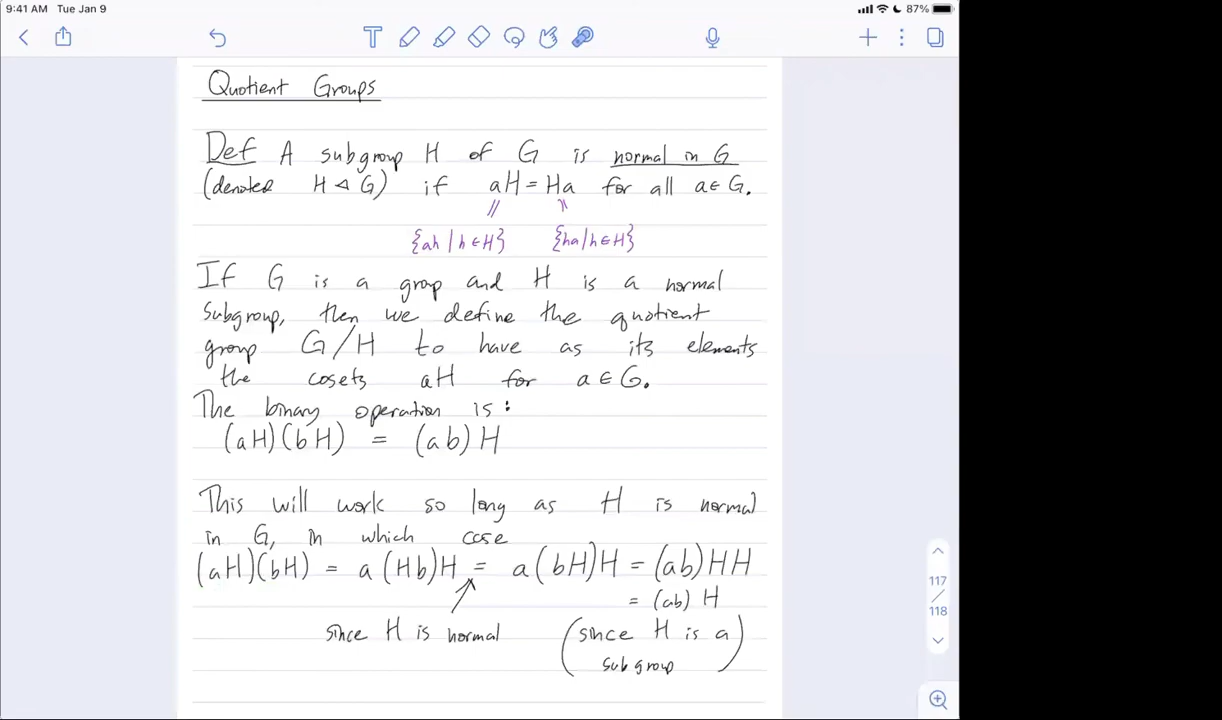 9:41 AM Tue Jan 9
87%
Quotient Groups
Def A subgroup H of G is normal in G
(denoted H ⊲ G) if aH = Ha for all a ∈ G.
{ah | h ∈ H} {ha | h ∈ H}
If G is a group and H is a normal
subgroup, then we define the quotient
group G/H to have as its elements
the cosets aH for a ∈ G.
The binary operation is:
(aH)(bH) = (ab)H
This will work so long as H is normal
in G, in which case
(aH)(bH) = a(Hb)H = a(bH)H = (ab)HH
= (ab) H
since H is normal (since H is a
subgroup)
117
/
118